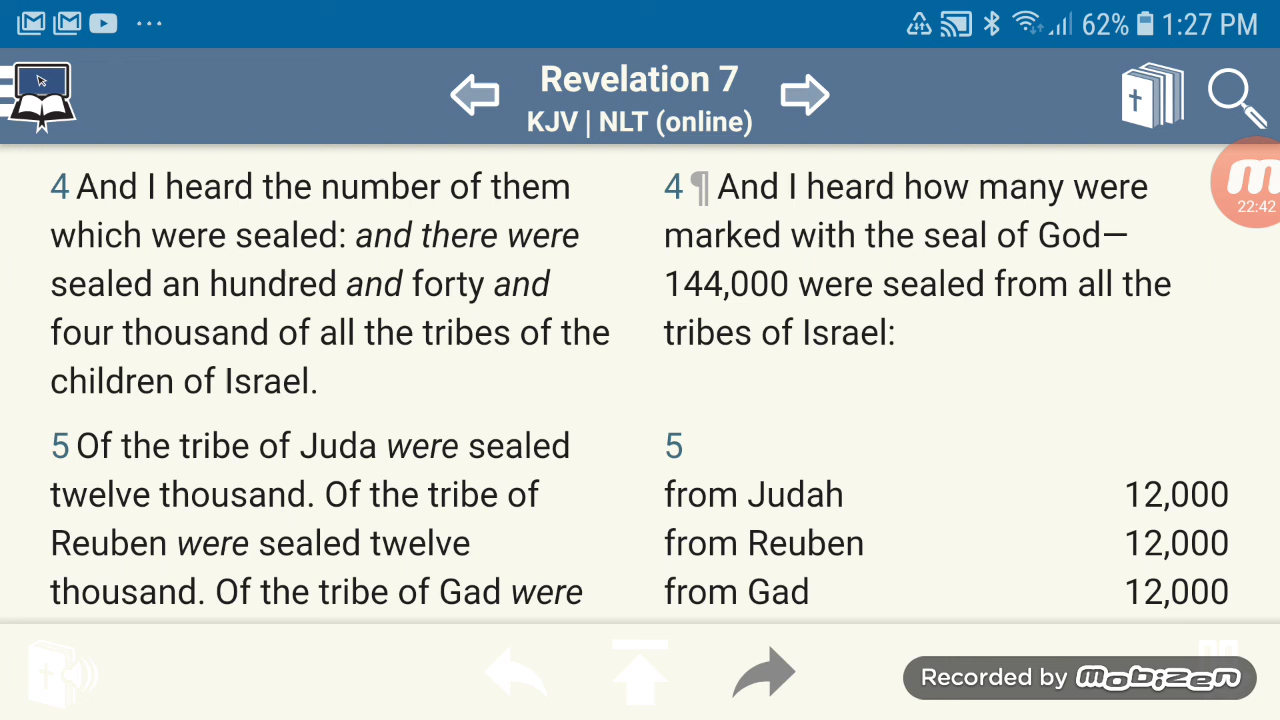 62% 1:27 PM
Revelation 7
KJV | NLT (online)
22:42
4 And I heard the number of them
which were sealed: and there were
sealed an hundred and forty and
four thousand of all the tribes of the
children of Israel.
5 Of the tribe of Juda were sealed
twelve thousand. Of the tribe of
Reuben were sealed twelve
thousand. Of the tribe of Gad were
4 ¶ And I heard how many were
marked with the seal of God—
144,000 were sealed from all the
tribes of Israel:
5
from Judah 12,000
from Reuben 12,000
from Gad 12,000
Recorded by mobizen